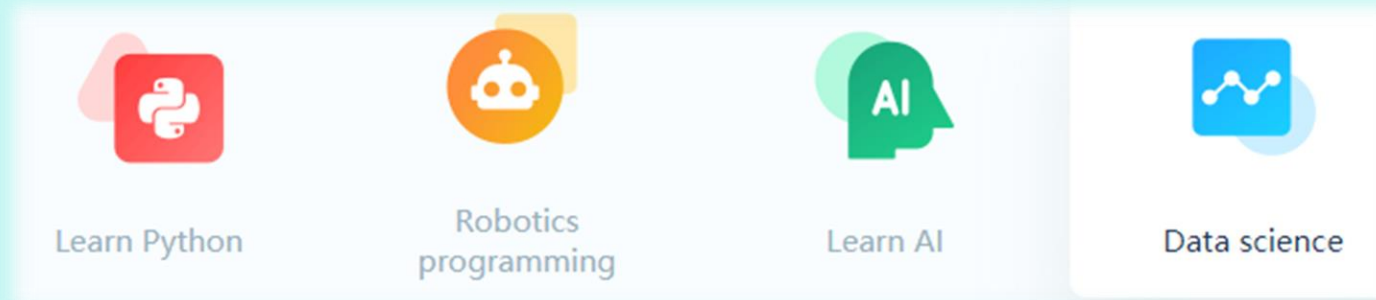 AI
Learn Python
Robotics
programming
Learn AI
Data science